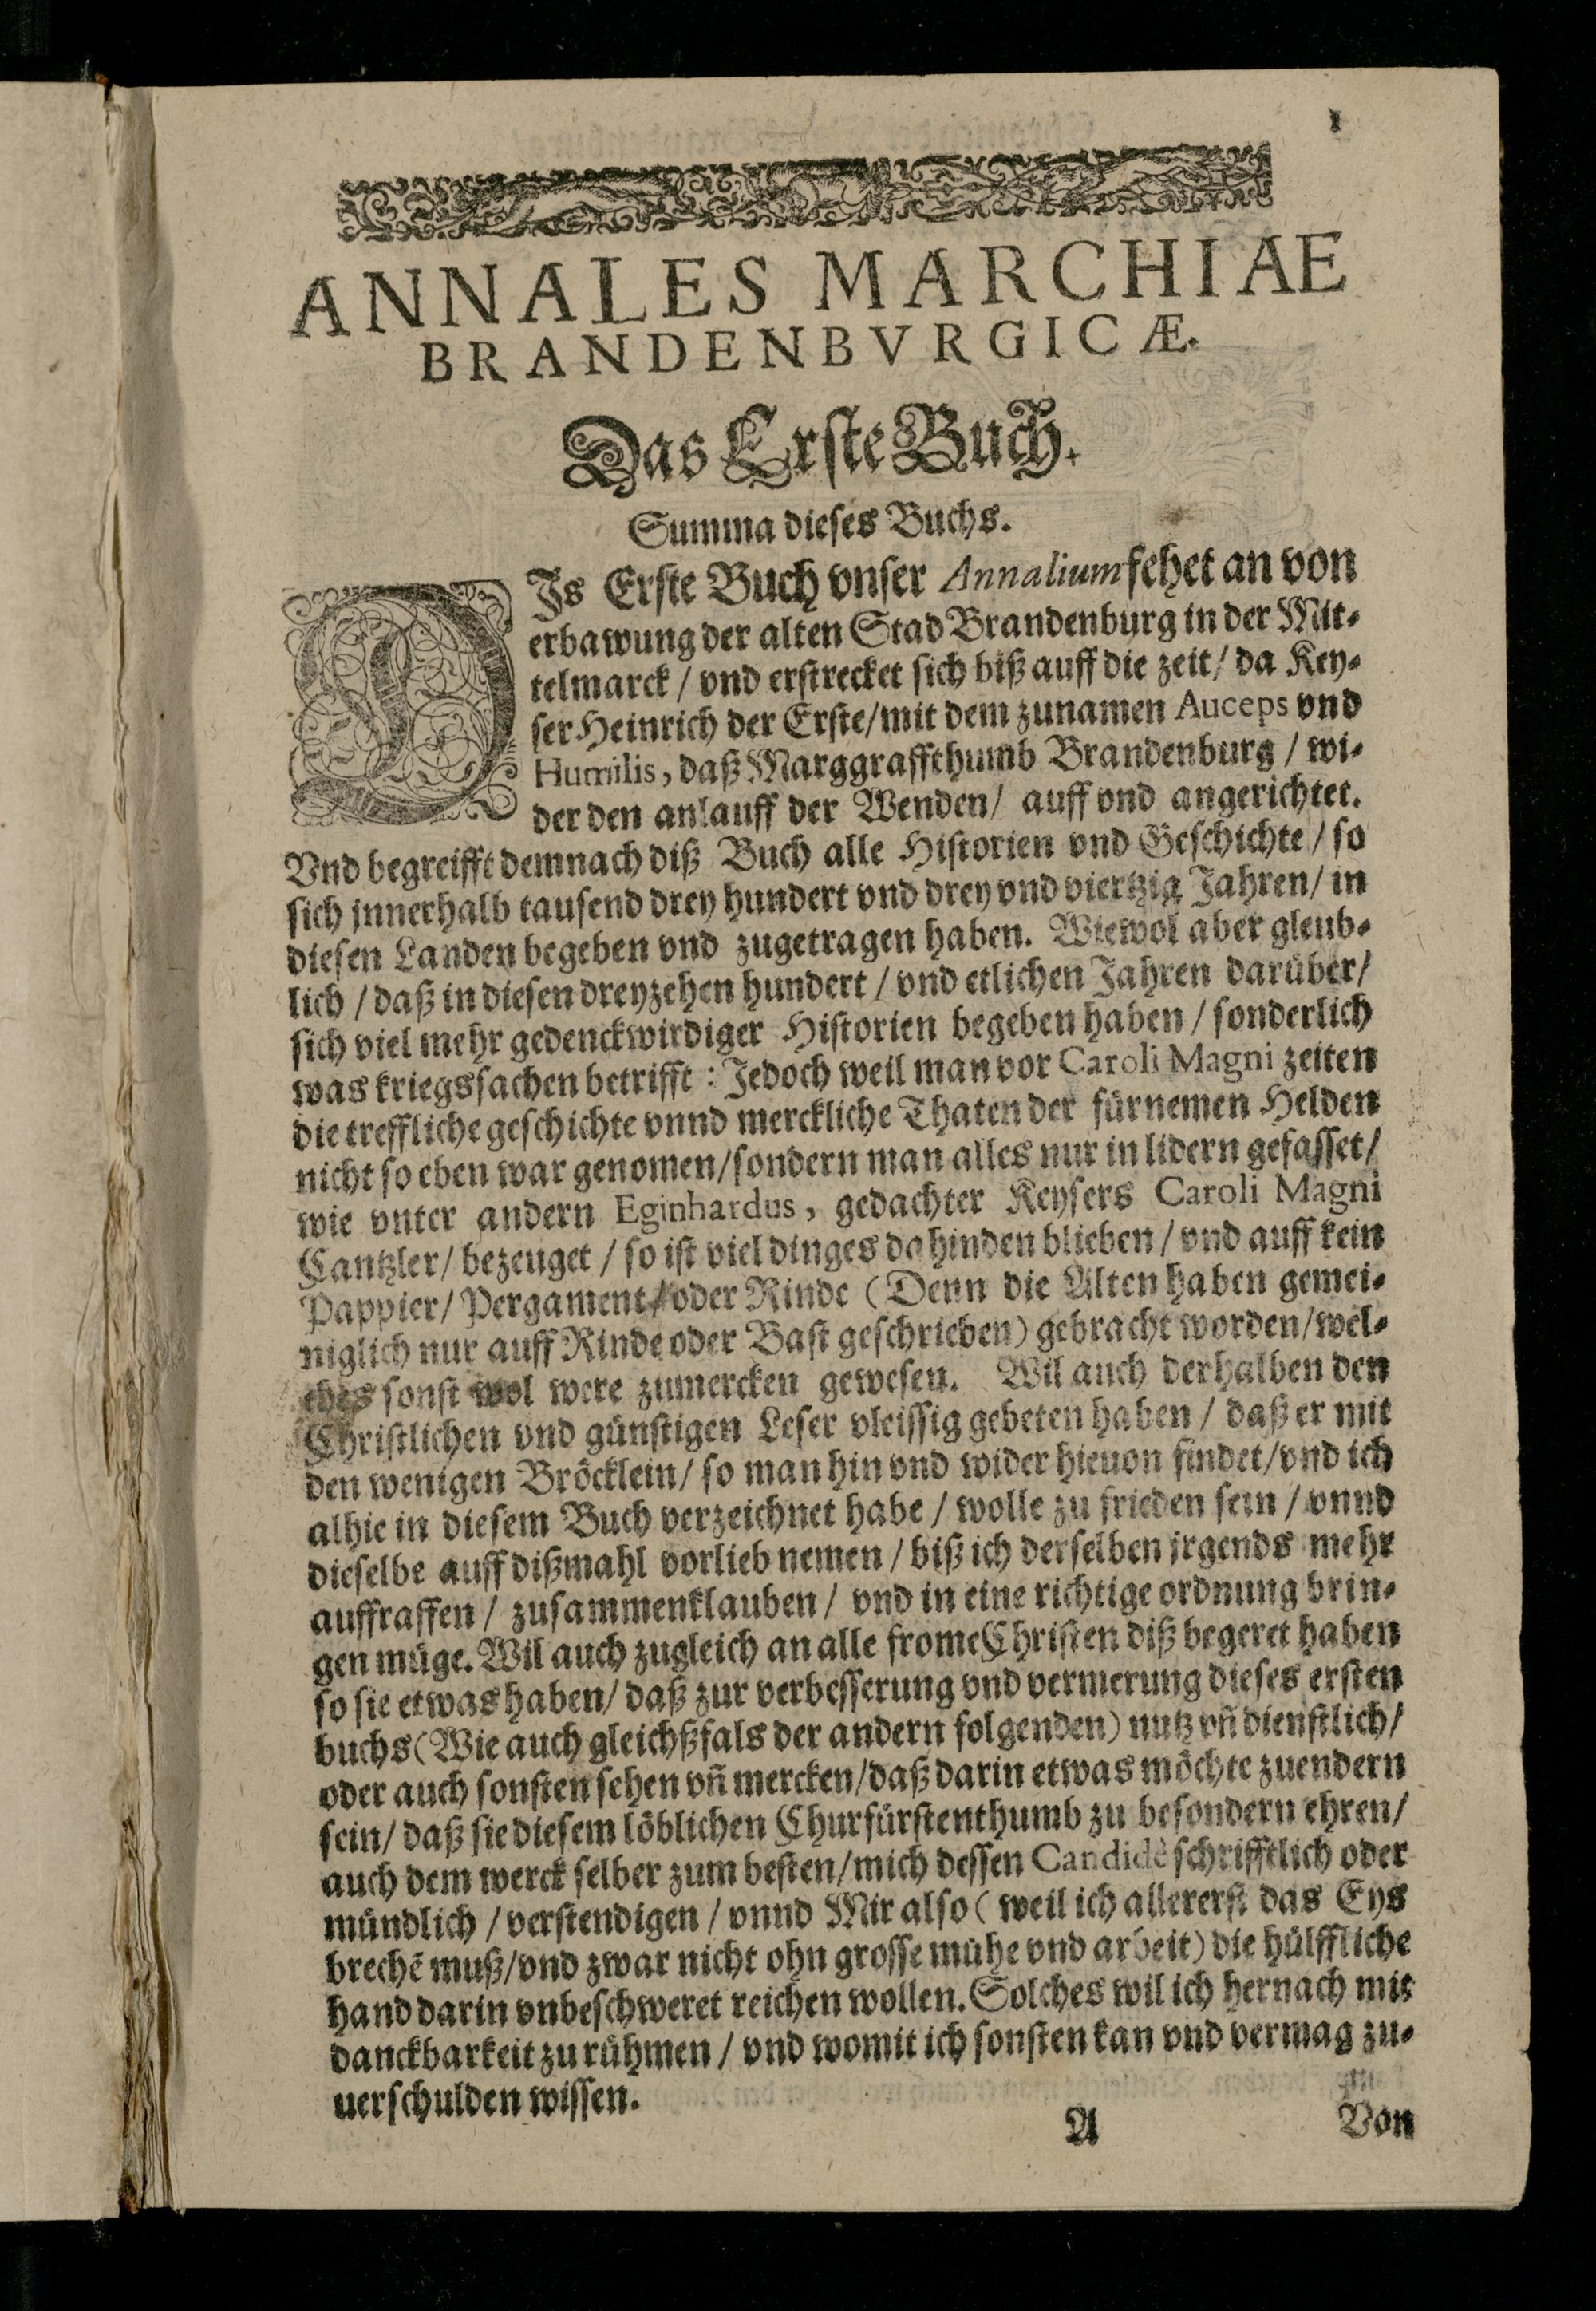 1
ANNALES MARCHIAE
BRANDENBVRGICÆ.
Das Erste Buch.
Summa dieses Buchs.
DIs Erste Buch vnser Annalium fehet an von
erbawung der alten Stad Brandenburg in der Mit-
telmarck / vnd erstrecket sich biß auff die zeit / da Key-
ser Heinrich der Erste / mit dem zunamen Auceps vnd
Humilis, daß Marggraffthumb Brandenburg / wi-
der den anlauff der Wenden / auff vnd angerichtet.
Vnd begreifft demnach diß Buch alle Historien vnd Geschichte / so
sich jnnerhalb tausend drey hundert vnd drey vnd viertzig Jahren / in
diesen Landen begeben vnd zugetragen haben. Wiewol aber gleub-
lich / daß in diesen dreyzehen hundert / vnd etlichen Jahren darüber /
sich viel mehr gedenckwirdiger Historien begeben haben / sonderlich
was kriegssachen betrifft : Jedoch weil man vor Caroli Magni zeiten
die treffliche geschichte vnnd merckliche Thaten der fürnemen Helden
nicht so eben war genomen / sondern man alles nur in lidern gefasset /
wie vnter andern Eginhardus, gedachter Keysers Caroli Magni
Cantzler / bezeuget / so ist viel dinges dahinden blieben / vnd auff kein
Pappier / Pergament / oder Rinde (Denn die Alten haben gemei-
niglich nur auff Rinde oder Bast geschrieben) gebracht worden / wel-
ches sonst wol were zumercken gewesen. Wil auch derhalben den
Christlichen vnd günstigen Leser vleissig gebeten haben / daß er mit
den wenigen Bröcklein / so man hin vnd wider hieuon findet / vnd ich
alhie in diesem Buch verzeichnet habe / wolle zu frieden sein / vnnd
dieselbe auff dißmahl vorlieb nemen / biß ich derselben jrgends mehr
auffraffen / zusammenklauben / vnd in eine richtige ordnung brin-
gen müge. Wil auch zugleich an alle frome Christen diß begeret haben
so sie etwas haben / daß zur verbesserung vnd vermerung dieses ersten
buchs (Wie auch gleichßfals der andern folgenden) nutz vñ dienstlich /
oder auch sonsten sehen vñ mercken / daß darin etwas möchte zuendern
sein / daß sie diesem löblichen Churfürstenthumb zu besondern ehren /
auch dem werck selber zum besten / mich dessen Candidè schrifftlich oder
mündlich / verstendigen / vnnd Mir also ( weil ich allererst das Eys
brechẽ muß / vnd zwar nicht ohn grosse mühe vnd arbeit) die hülffliche
hand darin vnbeschweret reichen wollen. Solches wil ich hernach mit
danckbarkeit zu rühmen / vnd womit ich sonsten kan vnd vermag zu-
uerschulden wissen.
A Von